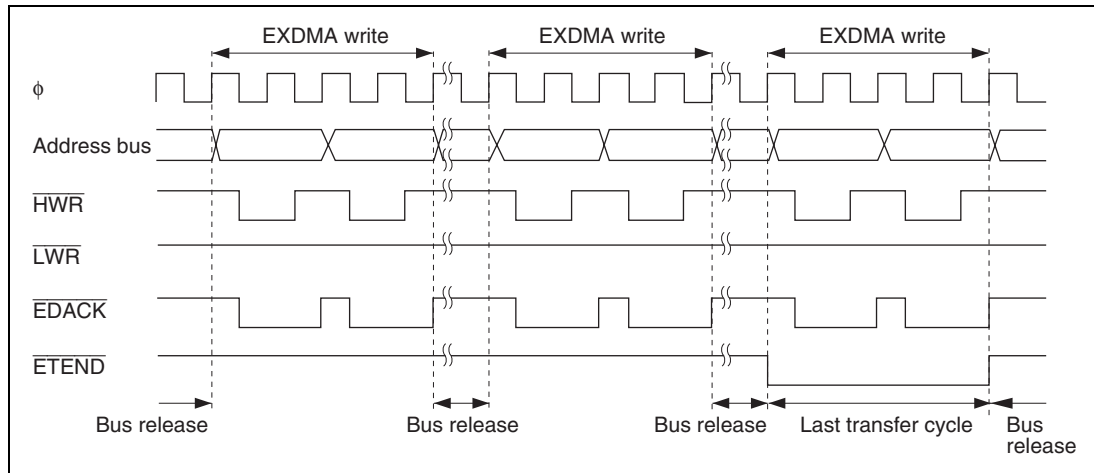 EXDMA write EXDMA write EXDMA write
ϕ
Address bus
HWR
LWR
EDACK
ETEND
Bus release Bus release Bus release Last transfer cycle Bus
release